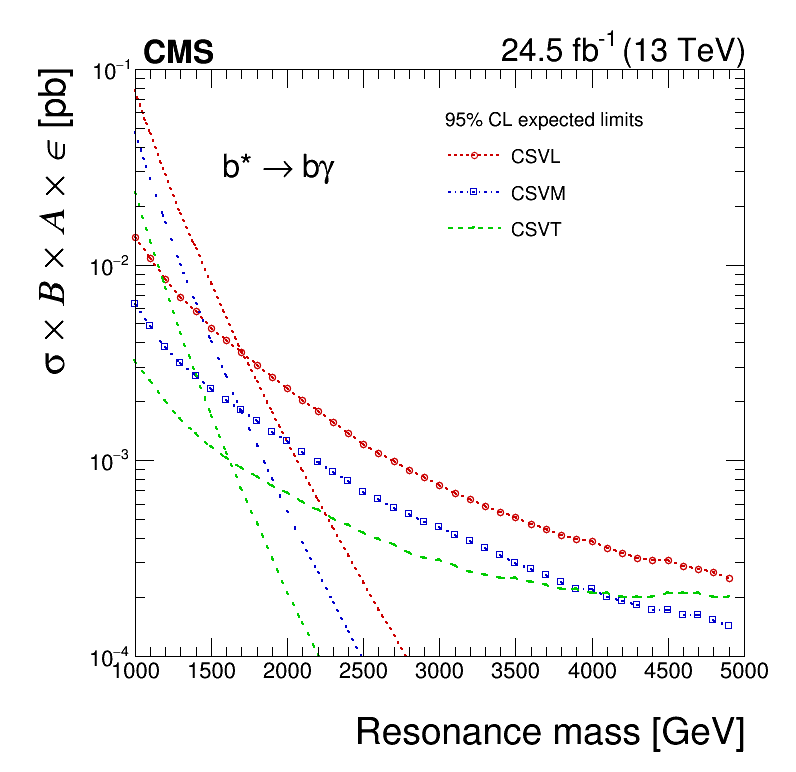 CMS
24.5 fb⁻¹ (13 TeV)
σ × B × A × ϵ [pb]
10⁻¹
10⁻²
10⁻³
10⁻⁴
95% CL expected limits
b* → bγ
CSVL
CSVM
CSVT
1000 1500 2000 2500 3000 3500 4000 4500 5000
Resonance mass [GeV]